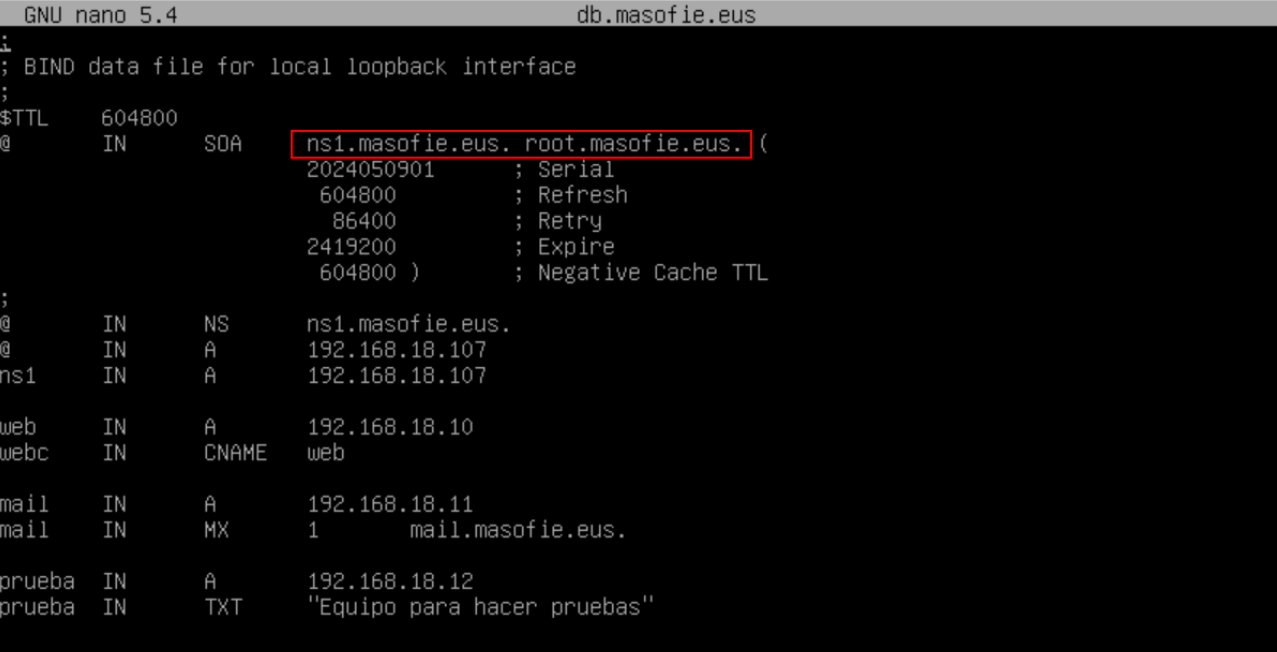 GNU nano 5.4 db.masofie.eus
;
; BIND data file for local loopback interface
;
$TTL 604800
@ IN SOA ns1.masofie.eus. root.masofie.eus. (
2024050901 ; Serial
604800 ; Refresh
86400 ; Retry
2419200 ; Expire
604800 ) ; Negative Cache TTL
;
@ IN NS ns1.masofie.eus.
@ IN A 192.168.18.107
ns1 IN A 192.168.18.107
web IN A 192.168.18.10
webc IN CNAME web
mail IN A 192.168.18.11
mail IN MX 1 mail.masofie.eus.
prueba IN A 192.168.18.12
prueba IN TXT "Equipo para hacer pruebas"